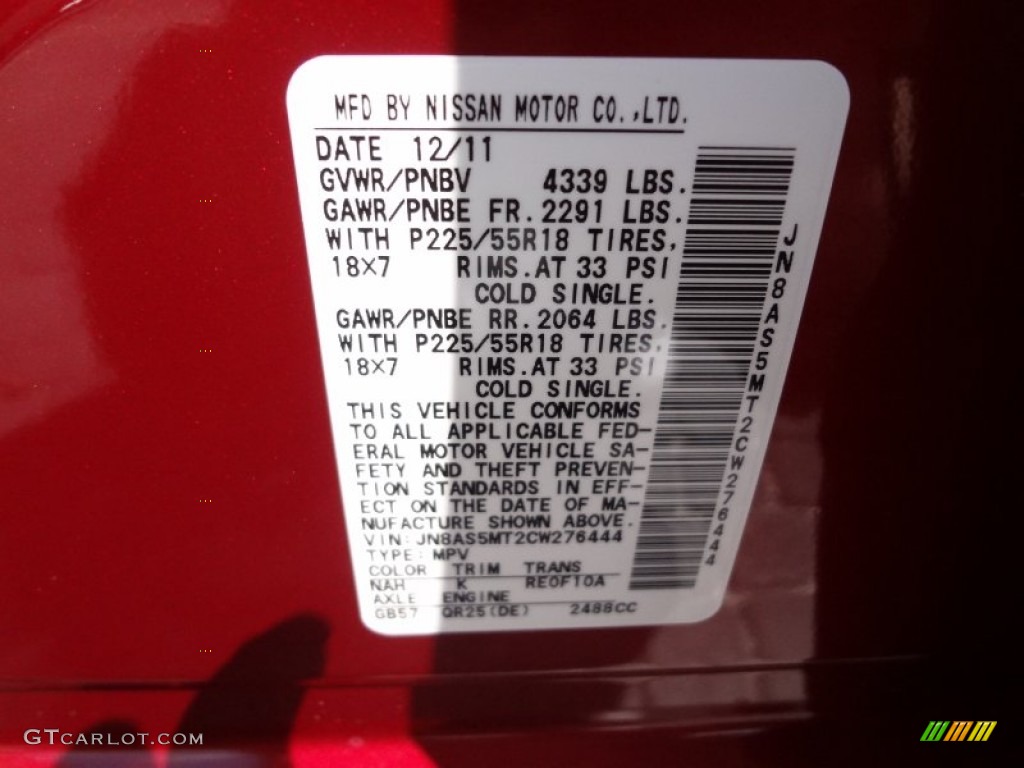 MFD BY NISSAN MOTOR CO.,LTD.
DATE 12/11
GVWR/PNBV 4339 LBS.
GAWR/PNBE FR.2291 LBS.
WITH P225/55R18 TIRES,
18×7 RIMS.AT 33 PSI
COLD SINGLE.
GAWR/PNBE RR.2064 LBS.
WITH P225/55R18 TIRES,
18×7 RIMS.AT 33 PSI
COLD SINGLE.
THIS VEHICLE CONFORMS
TO ALL APPLICABLE FED-
ERAL MOTOR VEHICLE SA-
FETY AND THEFT PREVEN-
TION STANDARDS IN EFF-
ECT ON THE DATE OF MA-
NUFACTURE SHOWN ABOVE.
VIN: JN8AS5MT2CW276444
TYPE: MPV
COLOR TRIM TRANS
NAH K RE0F10A
AXLE ENGINE
GB57 QR25(DE) 2488CC
JN8AS5MT2CW276444
GTCARLOT.COM